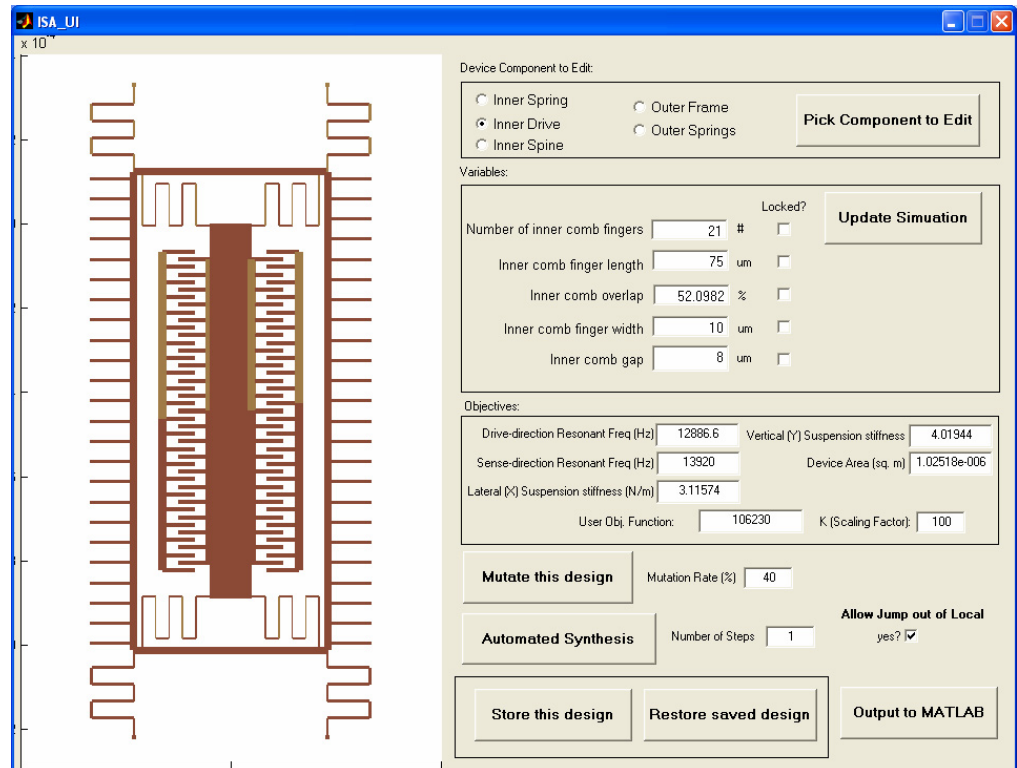 ISA_UI
x 10
Device Component to Edit:
Inner Spring
Outer Frame
Inner Drive
Outer Springs
Inner Spine
Pick Component to Edit
Variables:
Locked?
Update Simuation
Number of inner comb fingers 21 #
Inner comb finger length 75 um
Inner comb overlap 52.0982 %
Inner comb finger width 10 um
Inner comb gap 8 um
Objectives:
Drive-direction Resonant Freq (Hz) 12886.6 Vertical (Y) Suspension stiffness 4.01944
Sense-direction Resonant Freq (Hz) 13920 Device Area (sq. m) 1.02518e-006
Lateral (X) Suspension stiffness (N/m) 3.11574
User Obj. Function: 106230 K (Scaling Factor): 100
Mutate this design Mutation Rate (%) 40
Allow Jump out of Local
Automated Synthesis Number of Steps 1 yes?
Store this design Restore saved design Output to MATLAB